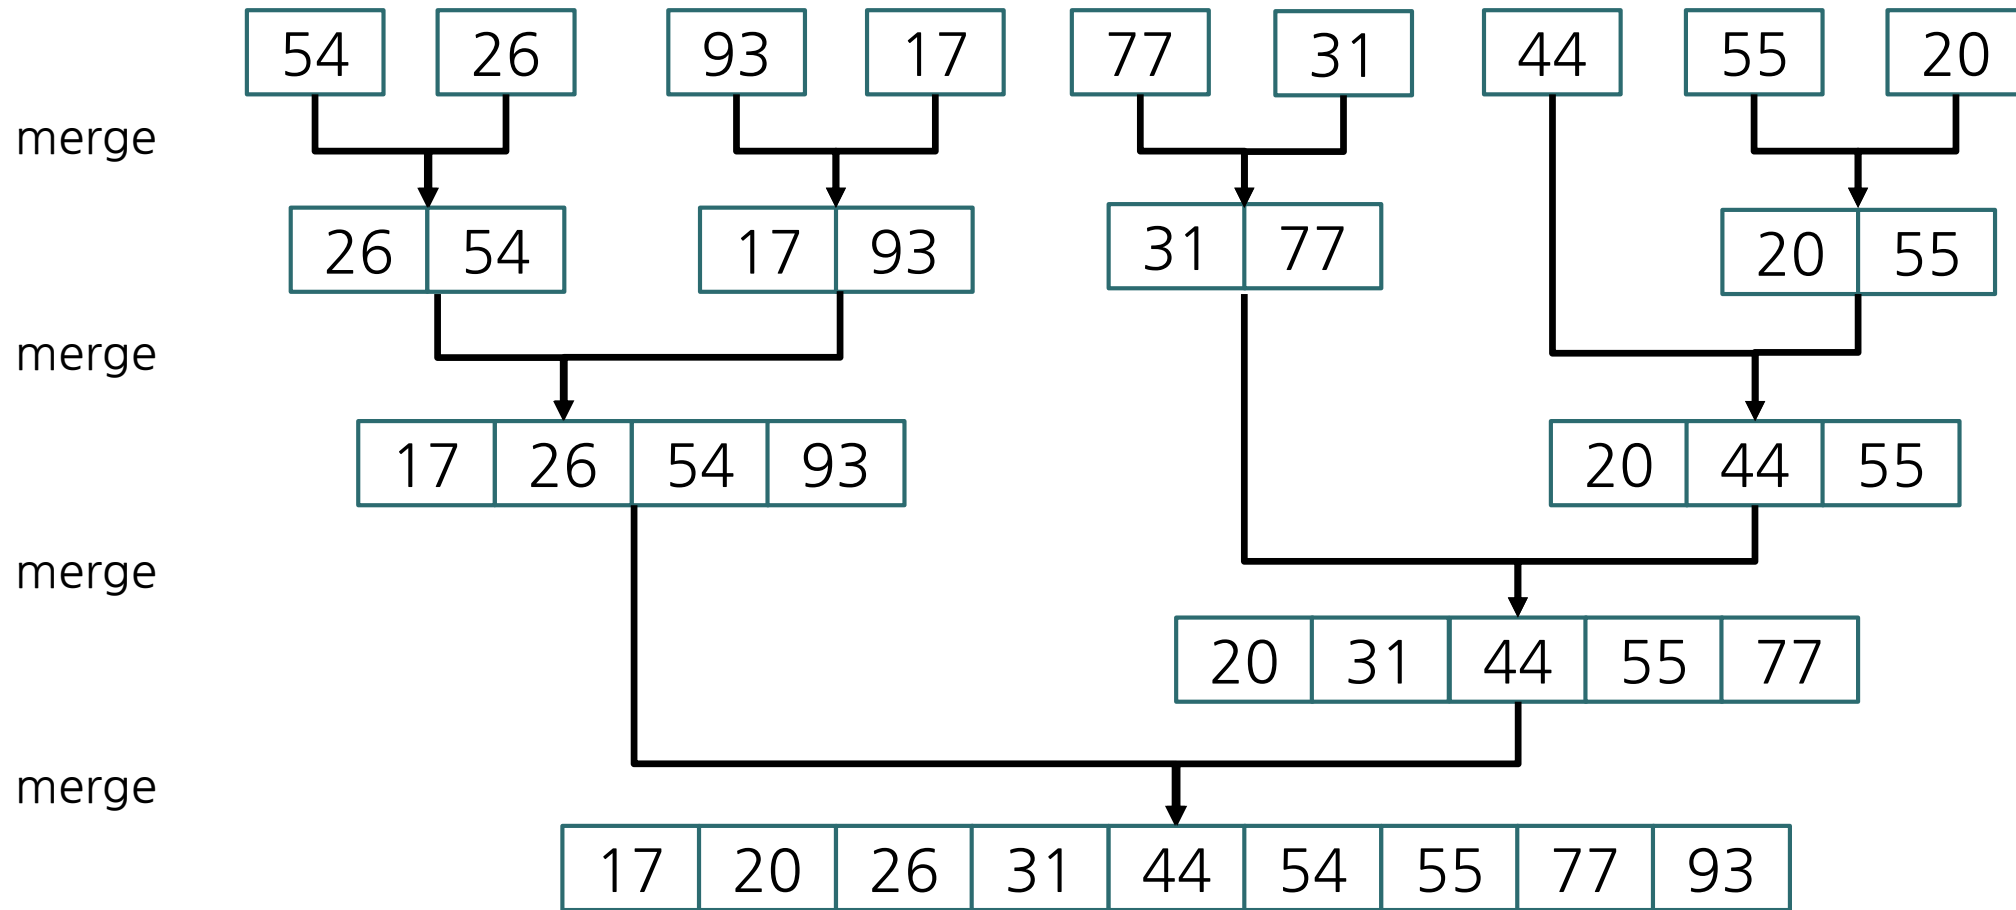 54 26 93 17 77 31 44 55 20
merge
26 54 17 93 31 77 20 55
merge
17 26 54 93 20 44 55
merge
20 31 44 55 77
merge
17 20 26 31 44 54 55 77 93